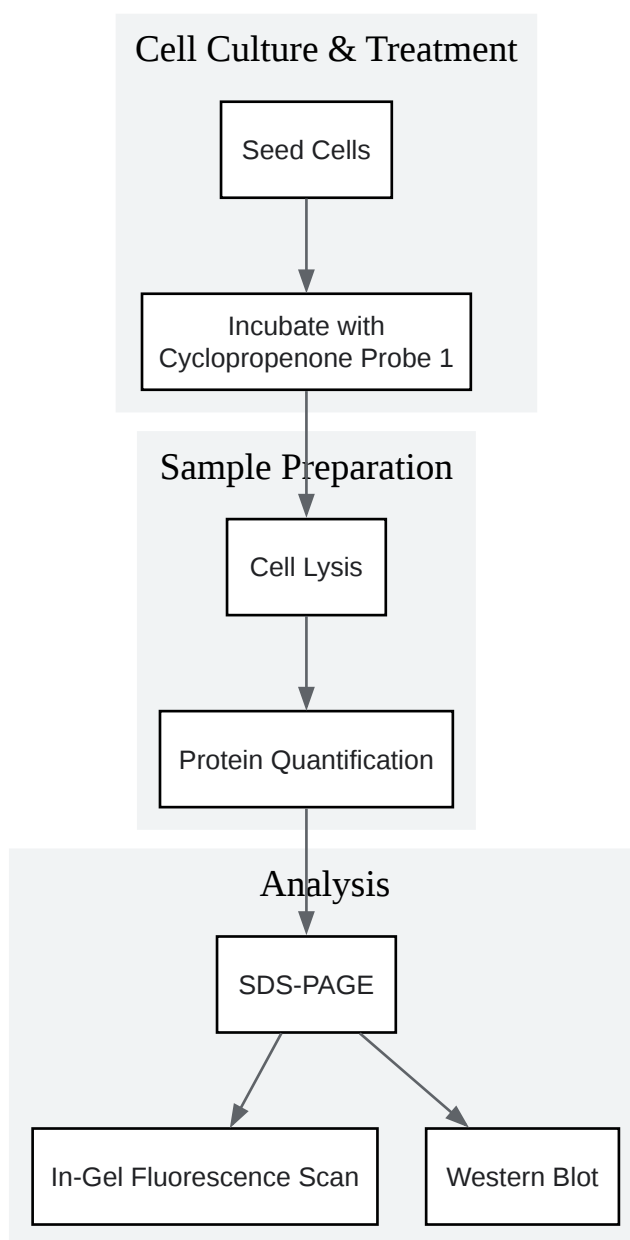 Cell Culture & Treatment
Seed Cells
Incubate with
Cyclopropenone Probe 1
Sample Preparation
Cell Lysis
Protein Quantification
Analysis
SDS-PAGE
In-Gel Fluorescence Scan
Western Blot